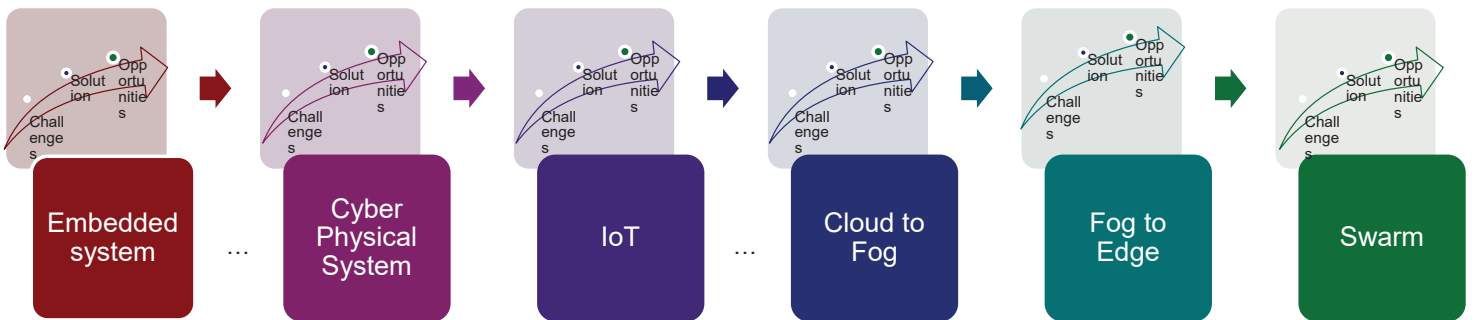 Chall
enge
s
Solut
ion
Opp
ortu
nitie
s
Chall
enge
s
Solut
ion
Opp
ortu
nitie
s
Chall
enge
s
Solut
ion
Opp
ortu
nitie
s
Chall
enge
s
Solut
ion
Opp
ortu
nitie
s
Chall
enge
s
Solut
ion
Opp
ortu
nitie
s
Chall
enge
s
Solut
ion
Opp
ortu
nitie
s
Embedded
system
...
Cyber
Physical
System
IoT
...
Cloud to
Fog
Fog to
Edge
Swarm